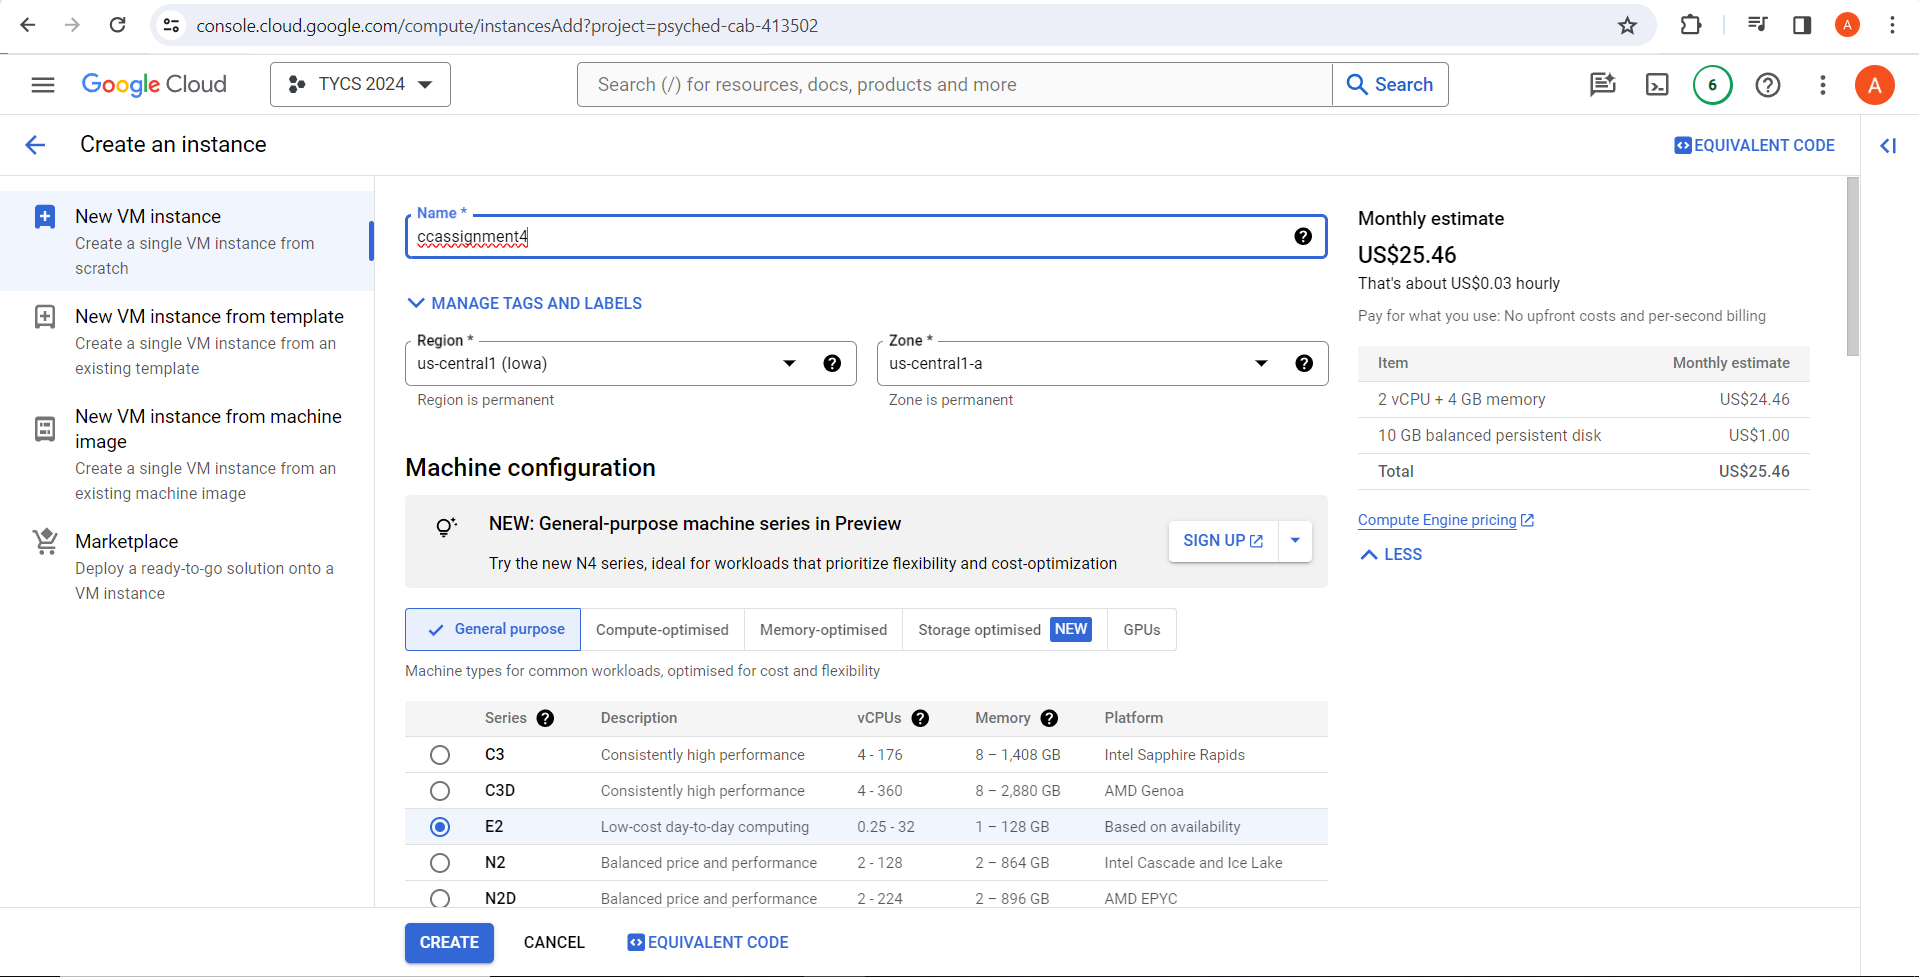 console.cloud.google.com/compute/instancesAdd?project=psyched-cab-413502
A
Google Cloud
TYCS 2024
Search (/) for resources, docs, products and more
Search
6
A
Create an instance
EQUIVALENT CODE
New VM instance
Create a single VM instance from
scratch
New VM instance from template
Create a single VM instance from an
existing template
New VM instance from machine
image
Create a single VM instance from an
existing machine image
Marketplace
Deploy a ready-to-go solution onto a
VM instance
Name *
ccassignment4
MANAGE TAGS AND LABELS
Region *
us-central1 (Iowa)
Region is permanent
Zone *
us-central1-a
Zone is permanent
Machine configuration
NEW: General-purpose machine series in Preview
Try the new N4 series, ideal for workloads that prioritize flexibility and cost-optimization
SIGN UP
General purpose
Compute-optimised
Memory-optimised
Storage optimised NEW
GPUs
Machine types for common workloads, optimised for cost and flexibility
Series Description vCPUs Memory Platform
C3 Consistently high performance 4 - 176 8 – 1,408 GB Intel Sapphire Rapids
C3D Consistently high performance 4 - 360 8 – 2,880 GB AMD Genoa
E2 Low-cost day-to-day computing 0.25 - 32 1 – 128 GB Based on availability
N2 Balanced price and performance 2 - 128 2 – 864 GB Intel Cascade and Ice Lake
N2D Balanced price and performance 2 - 224 2 – 896 GB AMD EPYC
CREATE
CANCEL
EQUIVALENT CODE
Monthly estimate
US$25.46
That's about US$0.03 hourly
Pay for what you use: No upfront costs and per-second billing
Item Monthly estimate
2 vCPU + 4 GB memory US$24.46
10 GB balanced persistent disk US$1.00
Total US$25.46
Compute Engine pricing
LESS